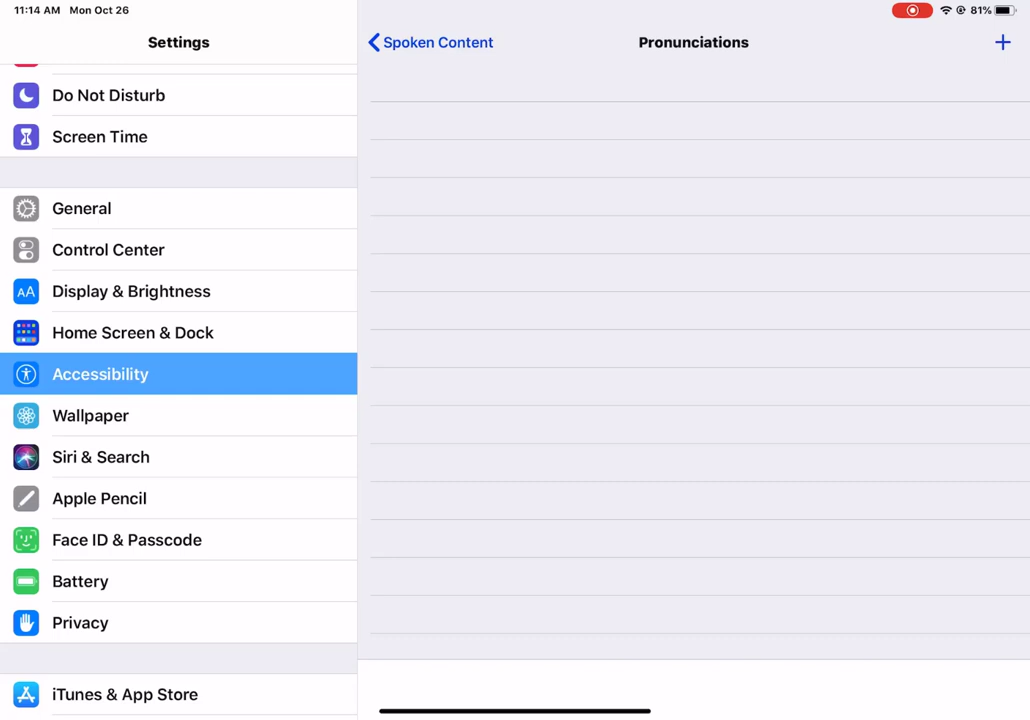 11:14 AM Mon Oct 26
81%
Settings
Spoken Content
Pronunciations
Do Not Disturb
Screen Time
General
Control Center
AA
Display & Brightness
Home Screen & Dock
Accessibility
Wallpaper
Siri & Search
Apple Pencil
Face ID & Passcode
Battery
Privacy
iTunes & App Store